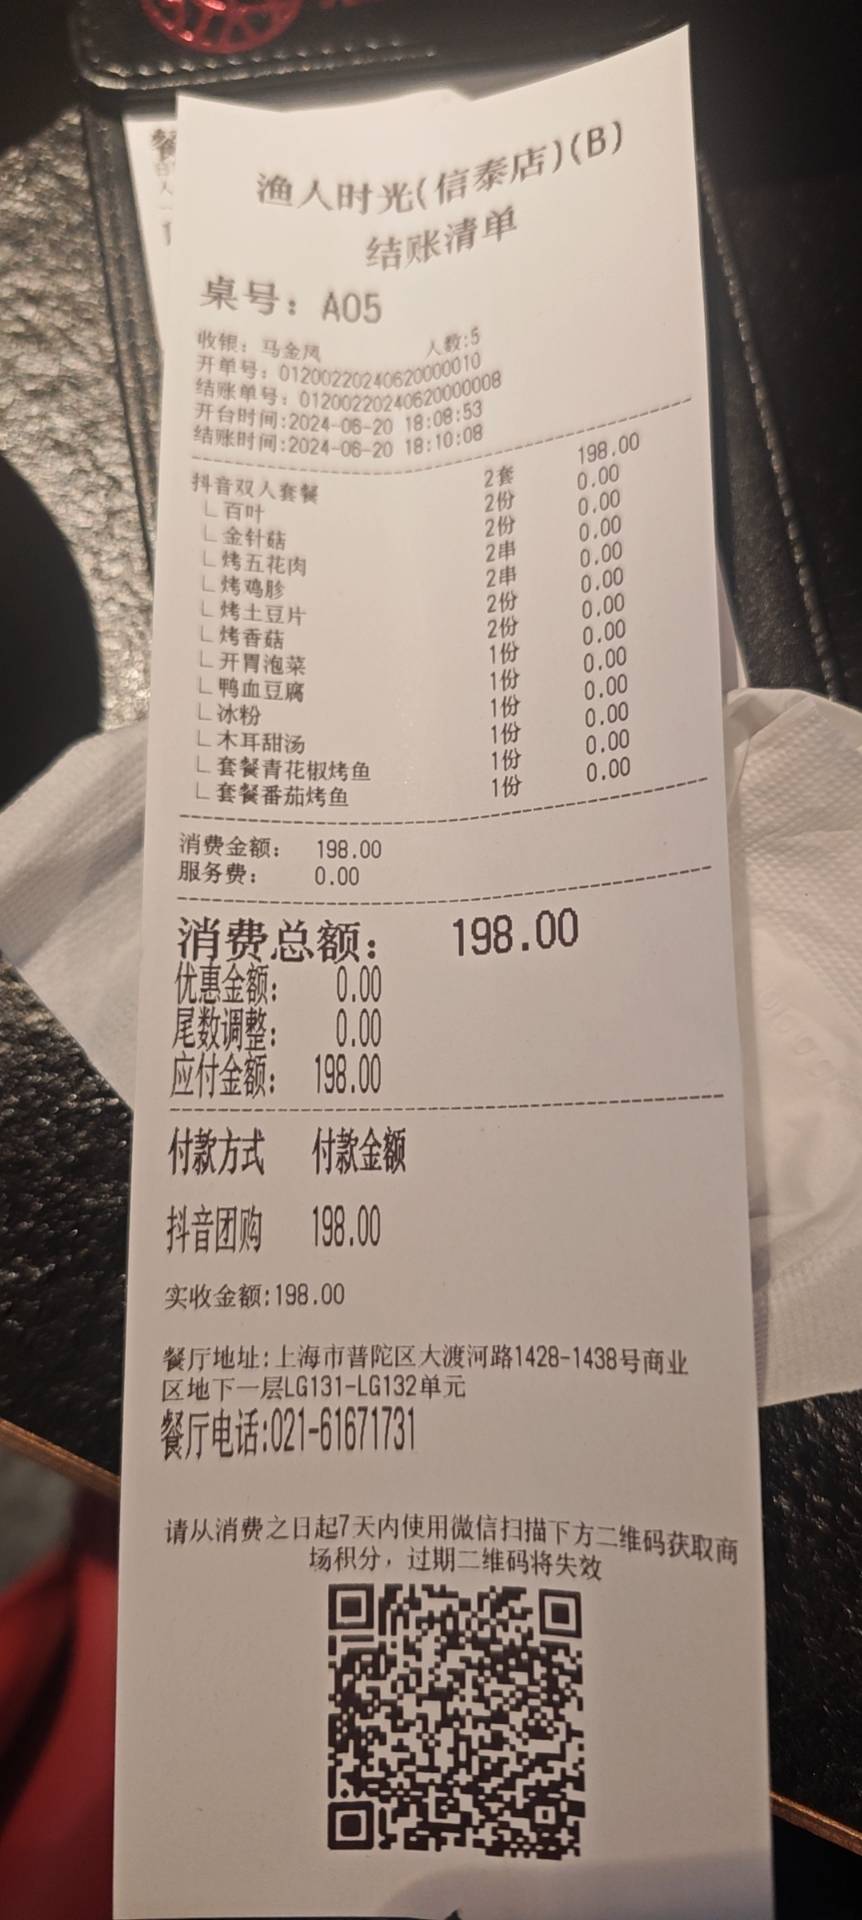 渔人时光(信泰店)(B)
结账清单
桌号: A05
收银: 马金凤 人数:5
开单号: 01200220240620000010
结账单号: 01200220240620000008
开台时间:2024-06-20 18:08:53
结账时间:2024-06-20 18:10:08
抖音双人套餐 2套 198.00
└百叶 2份 0.00
└金针菇 2份 0.00
└烤五花肉 2串 0.00
└烤鸡胗 2串 0.00
└烤土豆片 2份 0.00
└烤香菇 2份 0.00
└开胃泡菜 1份 0.00
└鸭血豆腐 1份 0.00
└冰粉 1份 0.00
└木耳甜汤 1份 0.00
└套餐青花椒烤鱼 1份 0.00
└套餐番茄烤鱼 1份 0.00
消费金额: 198.00
服务费: 0.00
消费总额: 198.00
优惠金额: 0.00
尾数调整: 0.00
应付金额: 198.00
付款方式 付款金额
抖音团购 198.00
实收金额:198.00
餐厅地址:上海市普陀区大渡河路1428-1438号商业
区地下一层LG131-LG132单元
餐厅电话:021-61671731
请从消费之日起7天内使用微信扫描下方二维码获取商
场积分，过期二维码将失效